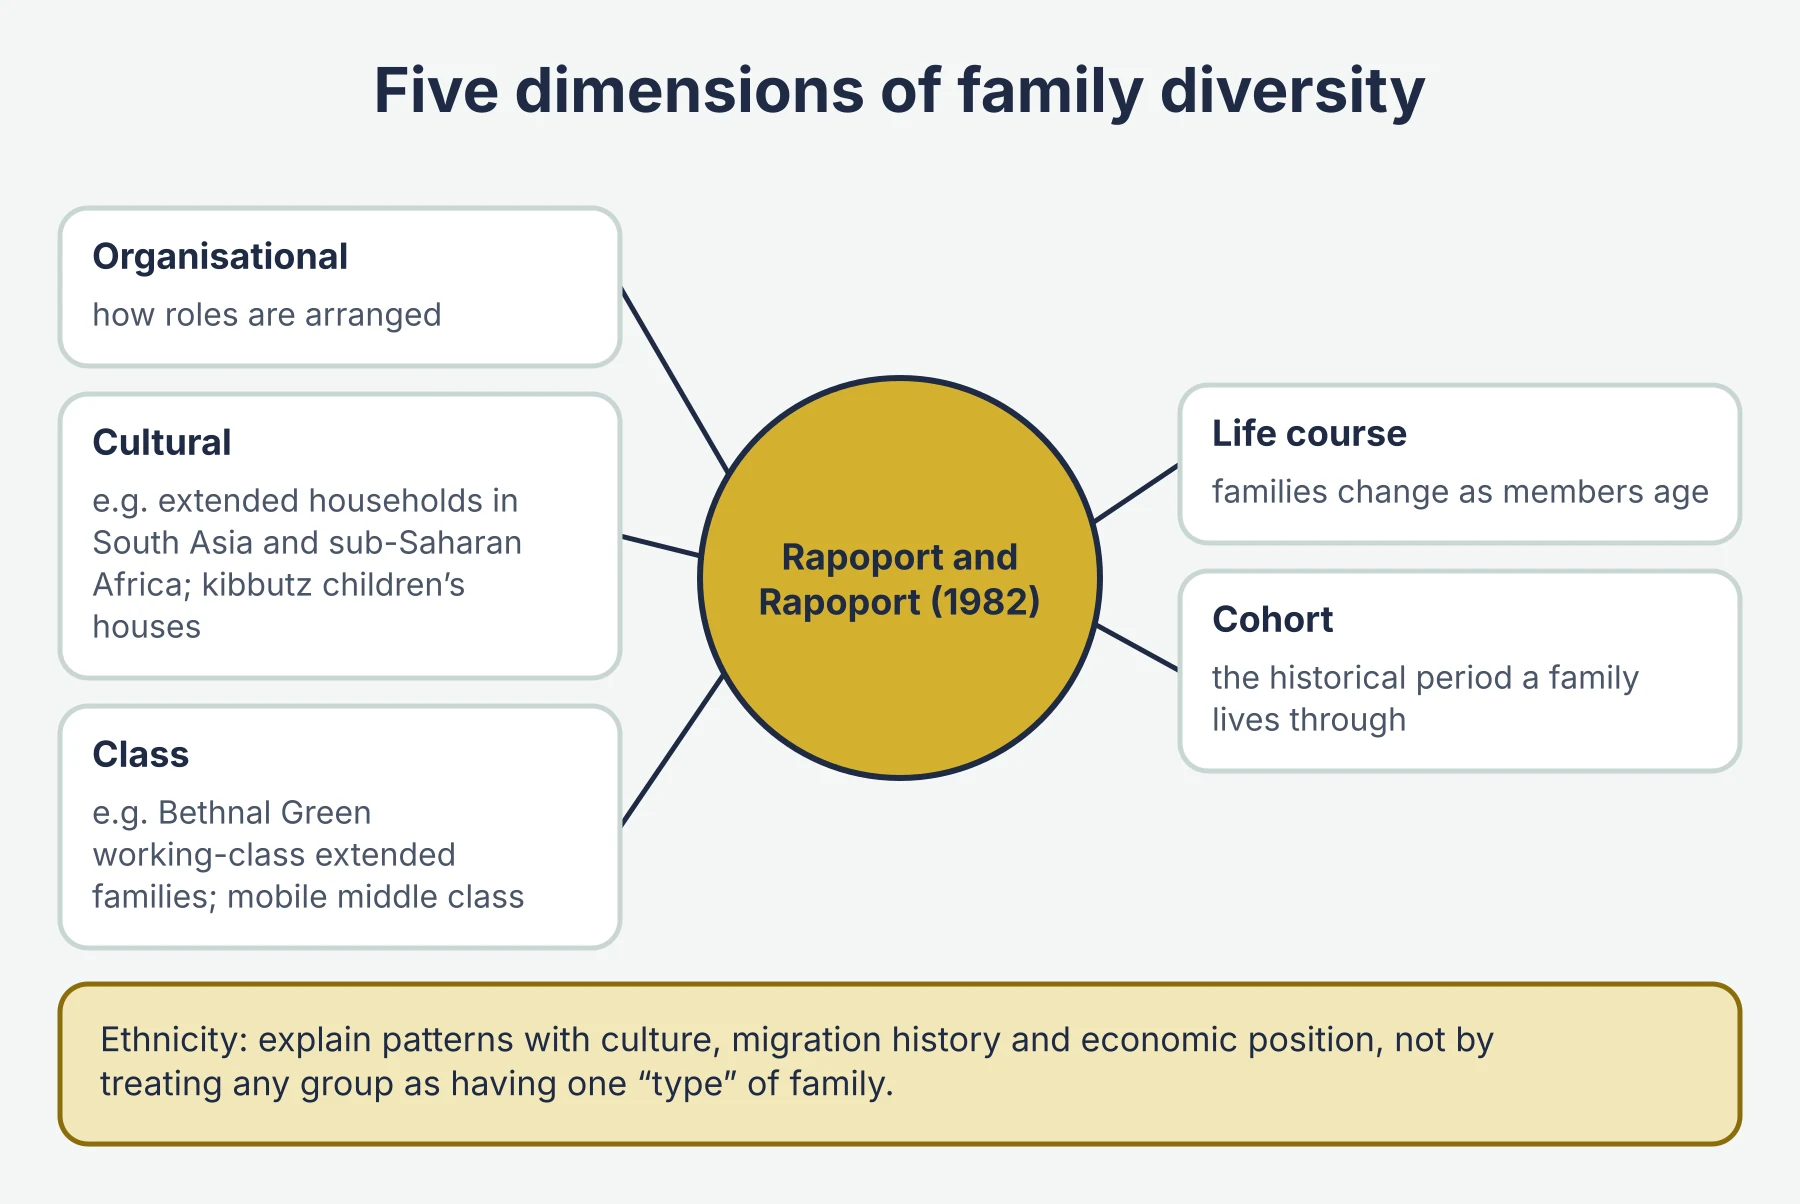 Five dimensions of family diversity
Organisational
how roles are arranged
Cultural
e.g. extended households in
South Asia and sub-Saharan
Africa; kibbutz children’s
houses
Class
e.g. Bethnal Green
working-class extended
families; mobile middle class
Rapoport and
Rapoport (1982)
Life course
families change as members age
Cohort
the historical period a family
lives through
Ethnicity: explain patterns with culture, migration history and economic position, not by
treating any group as having one “type” of family.